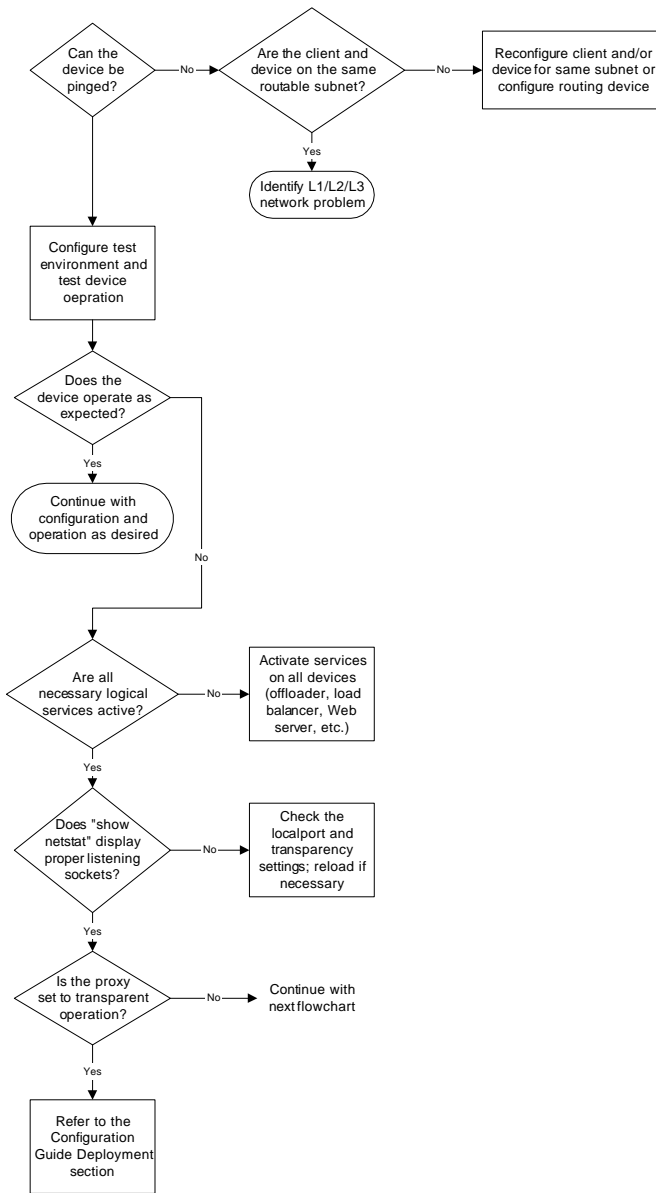 Can the
device be
pinged?
No
Are the client and
device on the same
routable subnet?
No
Reconfigure client and/or
device for same subnet or
configure routing device
Yes
Identify L1/L2/L3
network problem
Configure test
environment and
test device
oepration
Does the
device operate as
expected?
Yes
Continue with
configuration and
operation as desired
No
Are all
necessary logical
services active?
No
Activate services
on all devices
(offloader, load
balancer, Web
server, etc.)
Yes
Does "show
netstat" display
proper listening
sockets?
No
Check the
localport and
transparency
settings; reload if
necessary
Yes
Is the proxy
set to transparent
operation?
No
Continue with
next flowchart
Yes
Refer to the
Configuration
Guide Deployment
section